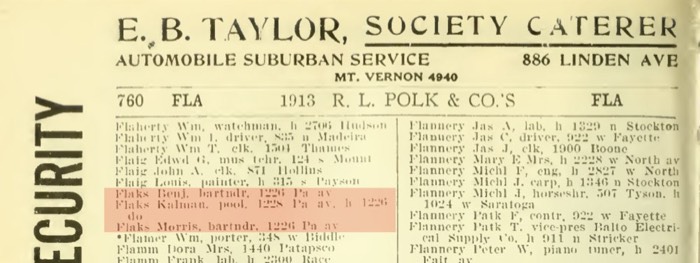 E. B. TAYLOR, SOCIETY CATERER
AUTOMOBILE SUBURBAN SERVICE 886 LINDEN AVE
MT. VERNON 4940
760 FLA 1913 R. L. POLK & CO.'S FLA
ECURITY
Flaherty Wm, watchman, h 2706 Hudson
Flaherty Wm I, driver, 835 n Madeira
Flaherty Wm T, clk, 1504 Thames
Flaig Edwd G, mus tchr, 124 s Mount
Flaig John A, clk, 871 Hollins
Flaig Louis, painter, h 315 s Payson
Flaks Benj, bartndr, 1226 Pa av
Flaks Kalman, pool, 1228 Pa av, h 1226
do
Flaks Morris, bartndr, 1226 Pa av
*Flamer Wm, porter, 348 w Biddle
Flamm Dora Mrs, 1440 Patapsco
Flamm Frank, lab, h 2300 Race
Flannery Jas A, lab, h 1329 n Stockton
Flannery Jas C, driver, 922 w Fayette
Flannery Jas J, clk, 1900 Boone
Flannery Mary E Mrs, h 2228 w North av
Flannery Michl F, eng, h 2827 w North
Flannery Michl J, carp, h 1346 n Stockton
Flannery Michl J, horseshr, 507 Tyson, h
1024 w Saratoga
Flannery Patk F, contr, 922 w Fayette
Flannery Patk T, vice-pres Balto Electri-
cal Supply Co, h 911 n Stricker
Flannery Peter W, piano tuner, h 2401
Fait av